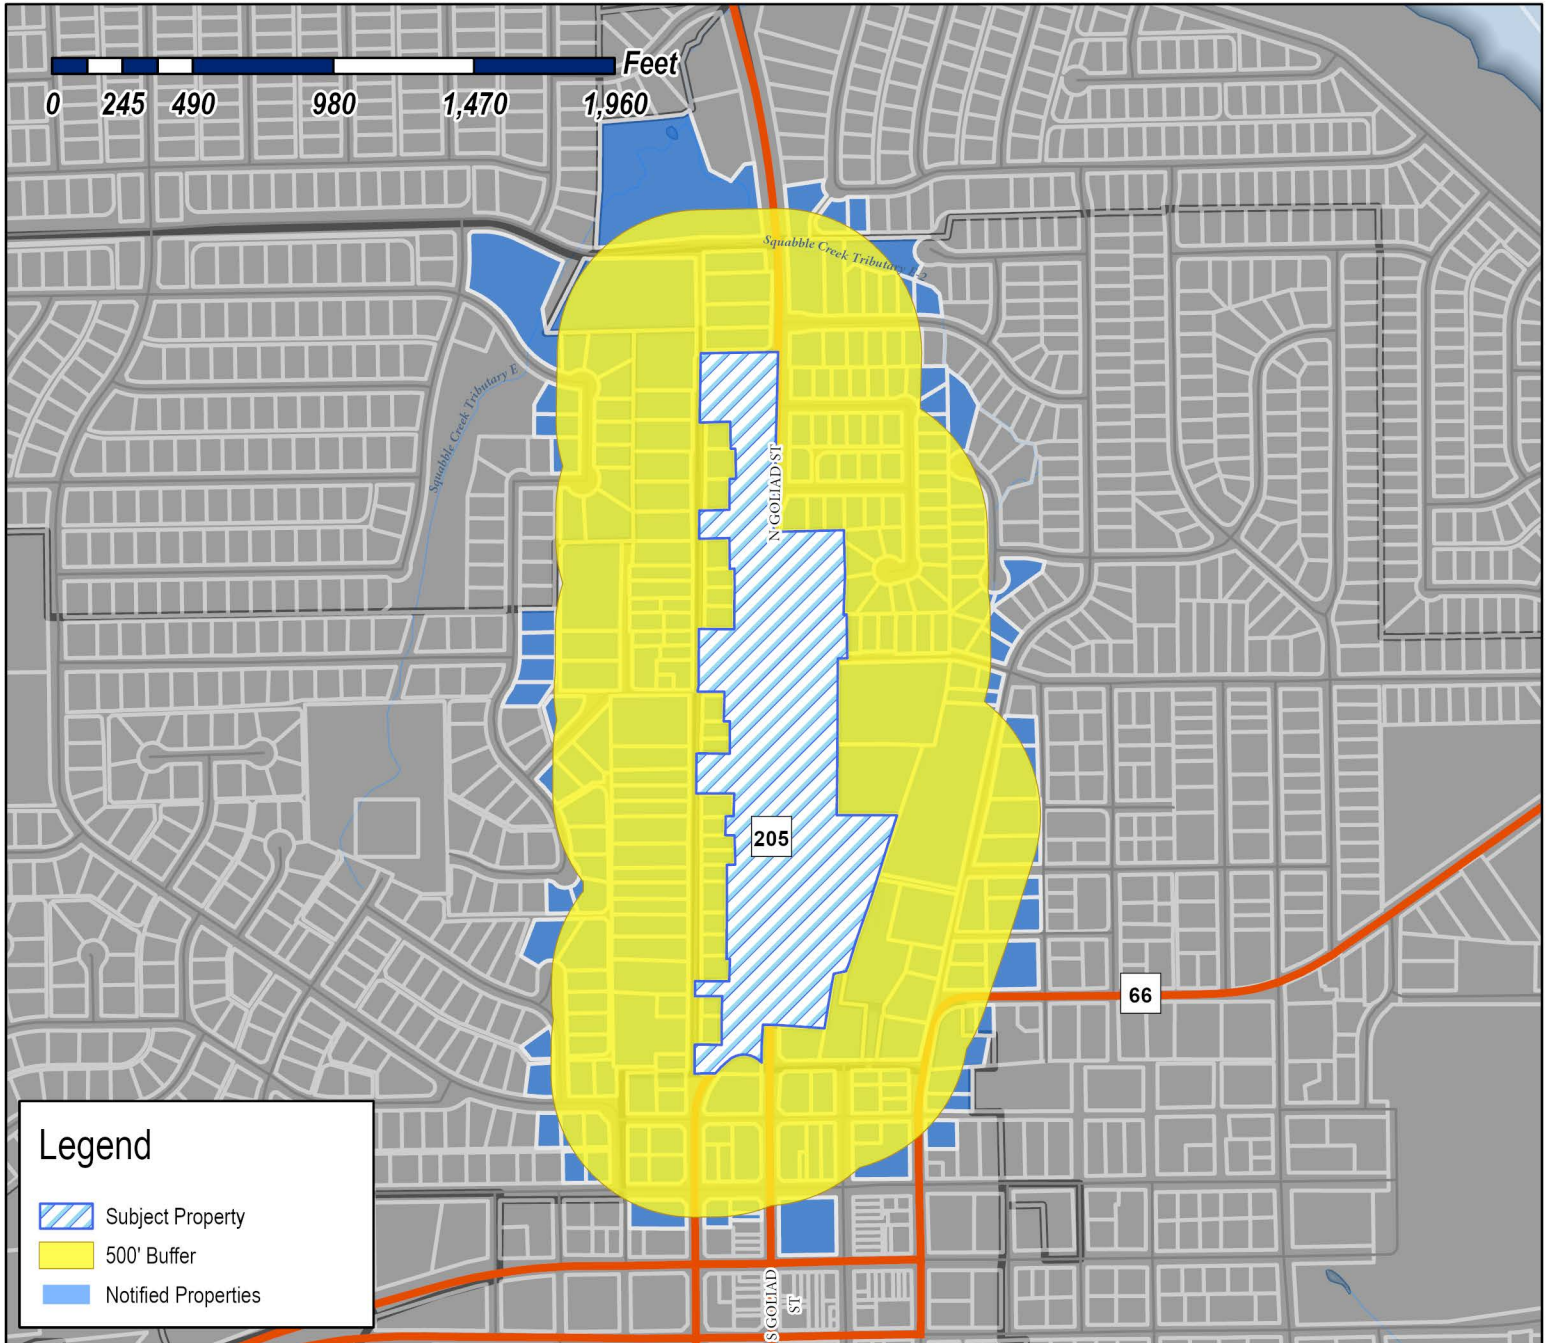 Feet
0 245 490 980 1,470 1,960
Squabble Creek Tributary E-2
Squabble Creek Tributary E
N GOLIAD ST
205
66
Legend
Subject Property
500' Buffer
Notified Properties
S GOLIAD
ST